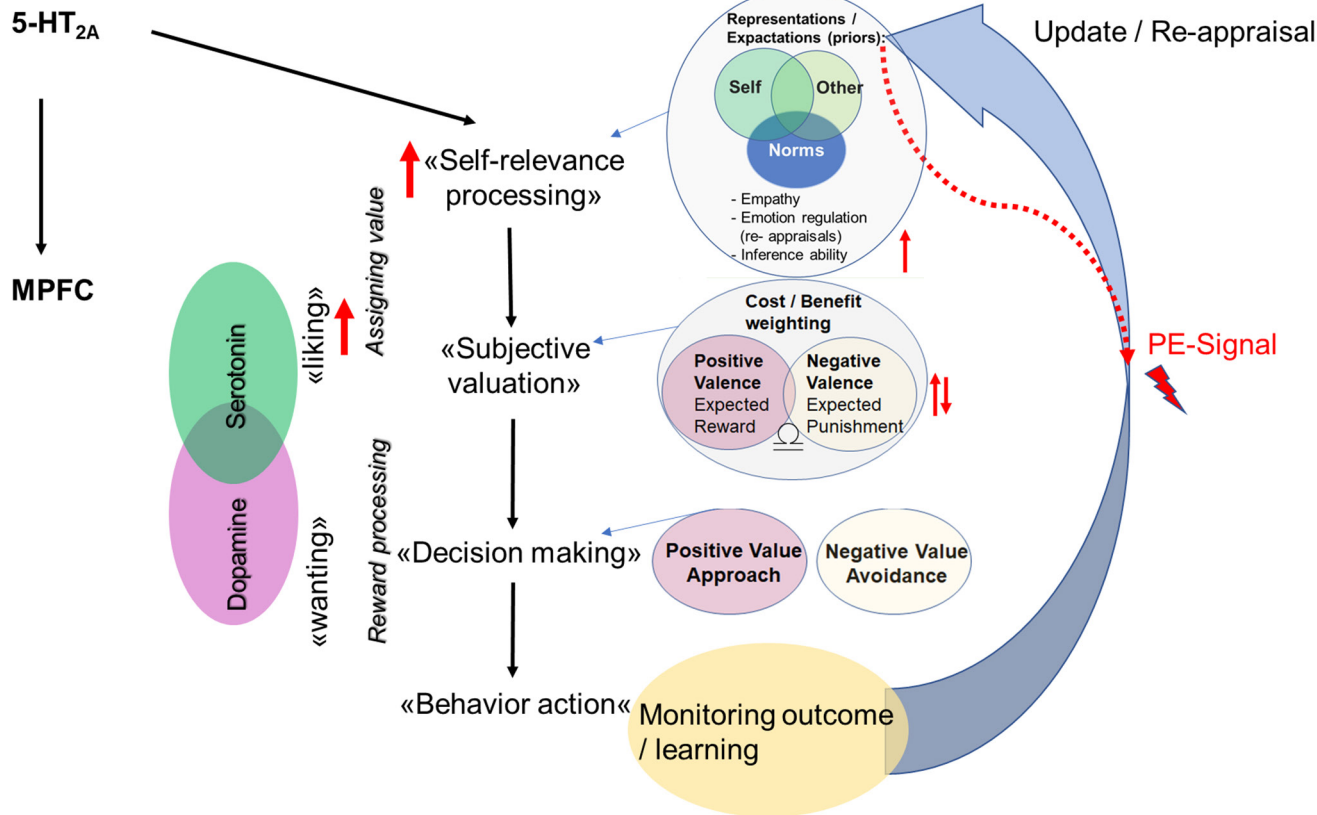 5-HT2A
MPFC
Serotonin
Dopamine
«liking»
«wanting»
Assigning value
Reward processing
«Self-relevance
processing»
«Subjective
valuation»
«Decision making»
«Behavior action«
Representations /
Expactations (priors):
Self
Other
Norms
- Empathy
- Emotion regulation
(re- appraisals)
- Inference ability
Cost / Benefit
weighting
Positive
Valence
Expected
Reward
Negative
Valence
Expected
Punishment
Positive Value
Approach
Negative Value
Avoidance
Monitoring outcome
/ learning
Update / Re-appraisal
PE-Signal